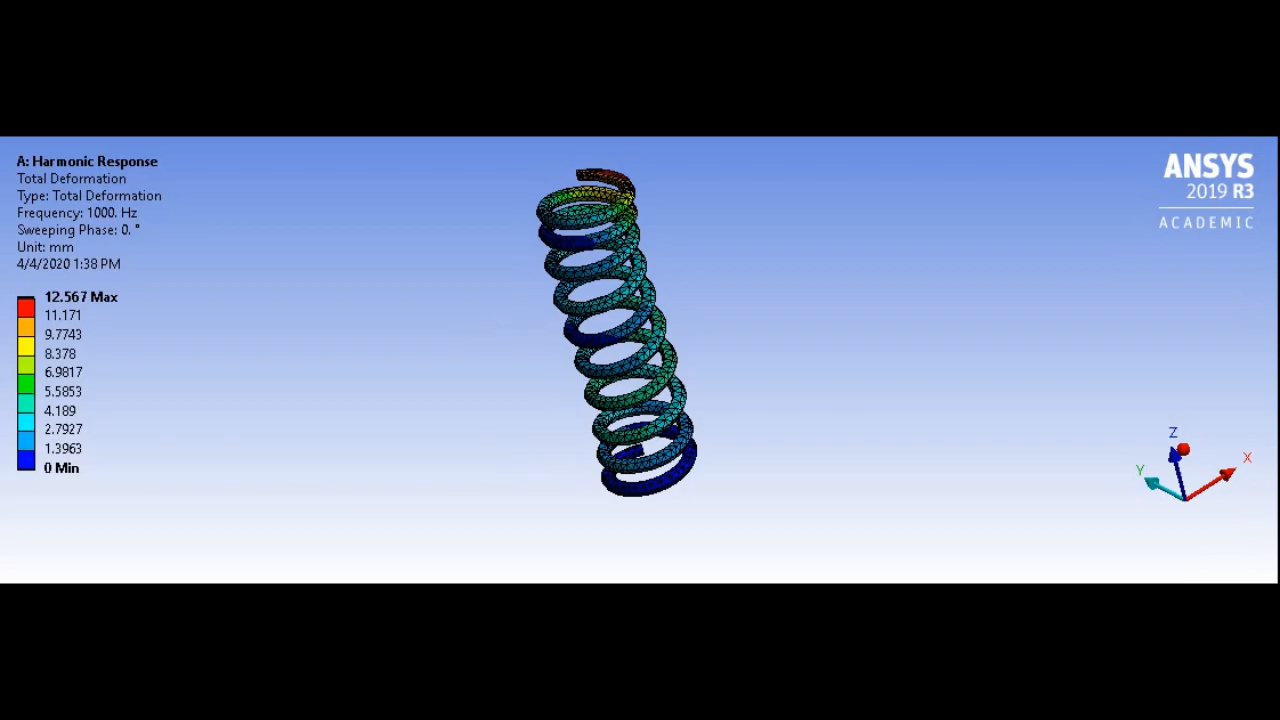 A: Harmonic Response
Total Deformation
Type: Total Deformation
Frequency: 1000. Hz
Sweeping Phase: 0. °
Unit: mm
4/4/2020 1:38 PM
12.567 Max
11.171
9.7743
8.378
6.9817
5.5853
4.189
2.7927
1.3963
0 Min
ANSYS
2019 R3
ACADEMIC
Z
Y
X